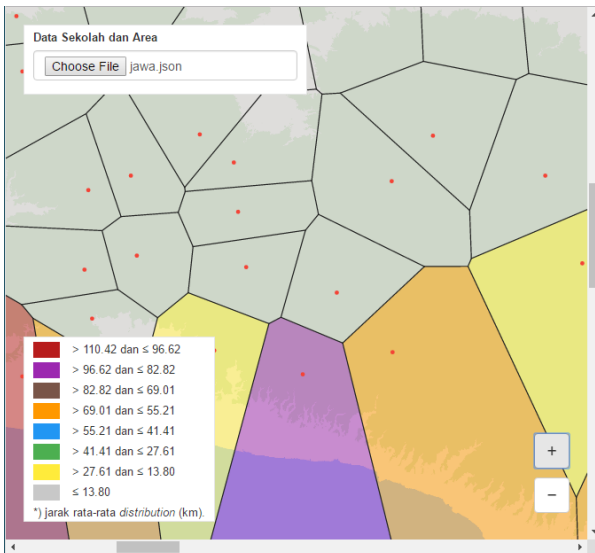 Data Sekolah dan Area
Choose File jawa.json
> 110.42 dan ≤ 96.62
> 96.62 dan ≤ 82.82
> 82.82 dan ≤ 69.01
> 69.01 dan ≤ 55.21
> 55.21 dan ≤ 41.41
> 41.41 dan ≤ 27.61
> 27.61 dan ≤ 13.80
≤ 13.80
*) jarak rata-rata distribution (km).
+
−